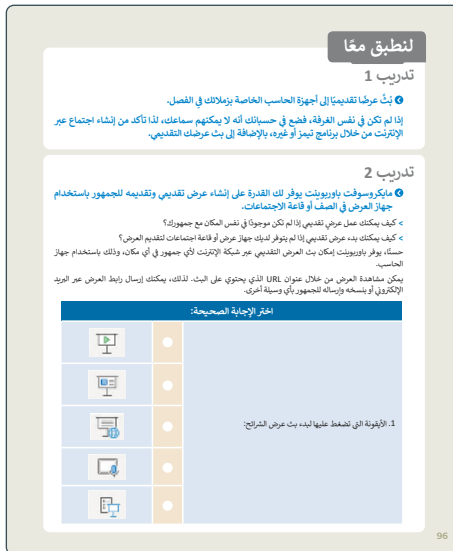 لنطبق معًا
تدريب 1
بُثَّ عرضًا تقديميًا إلى أجهزة الحاسب الخاصة بزملائك في الفصل.
إذا لم تكن في نفس الغرفة، فضع في حسبانك أنه لا يمكنهم سماعك، لذا تأكد من إنشاء اجتماع عبر
الإنترنت من خلال برنامج تيمز أو غيره، بالإضافة إلى بث عرضك التقديمي.
تدريب 2
مايكروسوفت باوربوينت يوفر لك القدرة على إنشاء عرض تقديمي وتقديمه للجمهور باستخدام
جهاز العرض في الصف أو قاعة الاجتماعات.
> كيف يمكنك عمل عرض تقديمي إذا لم تكن موجودًا في نفس المكان مع جمهورك؟
> كيف يمكنك بدء عرض تقديمي إذا لم يتوفر لديك جهاز عرض أو قاعة اجتماعات لتقديم العرض؟
حسنًا، يوفر باوربوينت إمكان بث العرض التقديمي عبر شبكة الإنترنت لأي جمهور في أي مكان، وذلك باستخدام جهاز
الحاسب.
يمكن مشاهدة العرض من خلال عنوان URL الذي يحتوي على البث. لذلك، يمكنك إرسال رابط العرض عبر البريد
الإلكتروني أو بنسخه وإرساله للجمهور بأي وسيلة أخرى.
اختر الإجابة الصحيحة:
1. الأيقونة التي تضغط عليها لبدء بث عرض الشرائح:
96